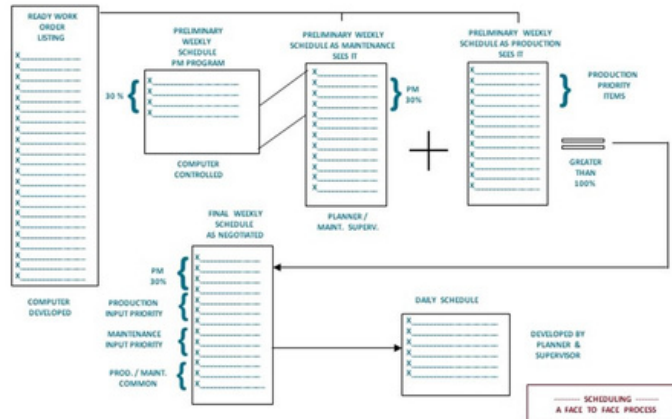 READY WORK
ORDER
LISTING
COMPUTER
DEVELOPED
PRELIMINARY
WEEKLY
SCHEDULE
PM PROGRAM
30 %
COMPUTER
CONTROLLED
PRELIMINARY WEEKLY
SCHEDULE AS MAINTENANCE
SEES IT
PM
30%
PLANNER /
MAINT. SUPERV.
PRELIMINARY WEEKLY
SCHEDULE AS PRODUCTION
SEES IT
PRODUCTION
PRIORITY
ITEMS
GREATER
THAN
100%
FINAL WEEKLY
SCHEDULE
AS NEGOTIATED
PM
30%
PRODUCTION
INPUT PRIORITY
MAINTENANCE
INPUT PRIORITY
PROD. / MAINT.
COMMON
DAILY SCHEDULE
DEVELOPED BY
PLANNER &
SUPERVISOR
SCHEDULING
A FACE TO FACE PROCESS